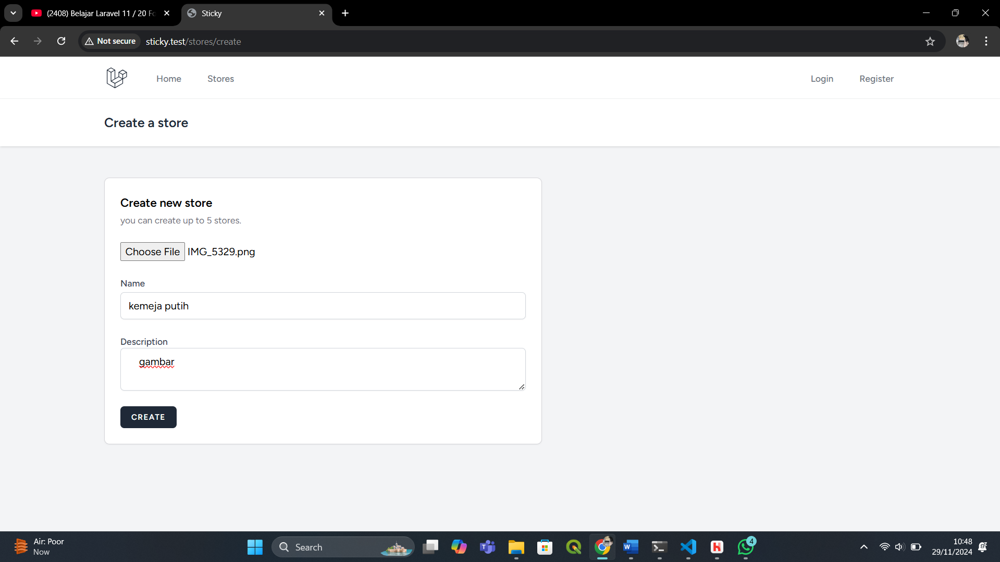 (2408) Belajar Laravel 11 / 20 Fo
Sticky
Not secure
sticky.test/stores/create
Home
Stores
Login
Register
Create a store
Create new store
you can create up to 5 stores.
Choose File IMG_5329.png
Name
kemeja putih
Description
gambar
CREATE
Air: Poor
Now
Search
4
10:48
29/11/2024